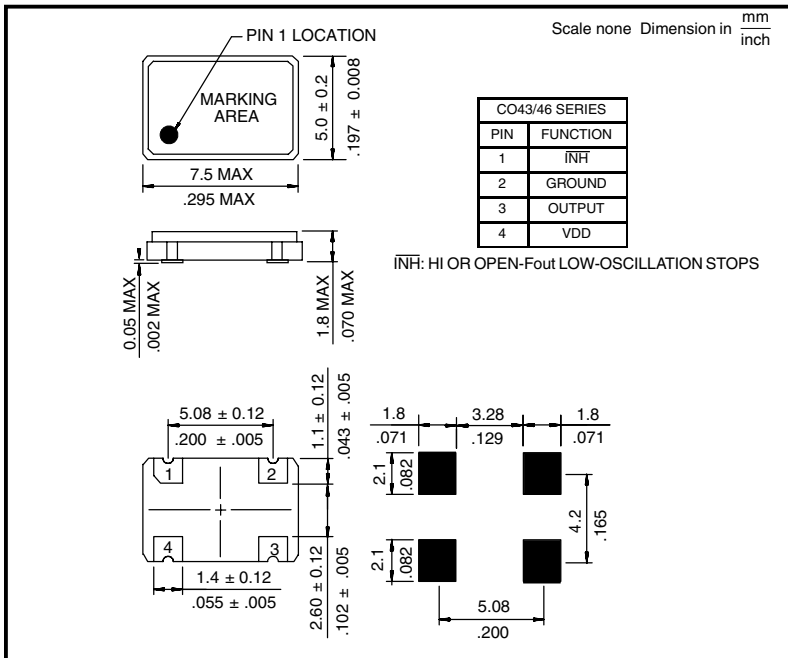 Scale none Dimension in mm
inch
PIN 1 LOCATION
MARKING
AREA
5.0 ± 0.2
.197 ± 0.008
7.5 MAX
.295 MAX
CO43/46 SERIES
PIN FUNCTION
1 I̅N̅H̅
2 GROUND
3 OUTPUT
4 VDD
I̅N̅H̅: HI OR OPEN-Fout LOW-OSCILLATION STOPS
0.05 MAX
.002 MAX
1.8 MAX
.070 MAX
5.08 ± 0.12
.200 ± .005
1.1 ± 0.12
.043 ± .005
1
2
4
3
1.4 ± 0.12
.055 ± .005
2.60 ± 0.12
.102 ± .005
1.8
.071
3.28
.129
1.8
.071
2.1
.082
4.2
.165
2.1
.082
5.08
.200